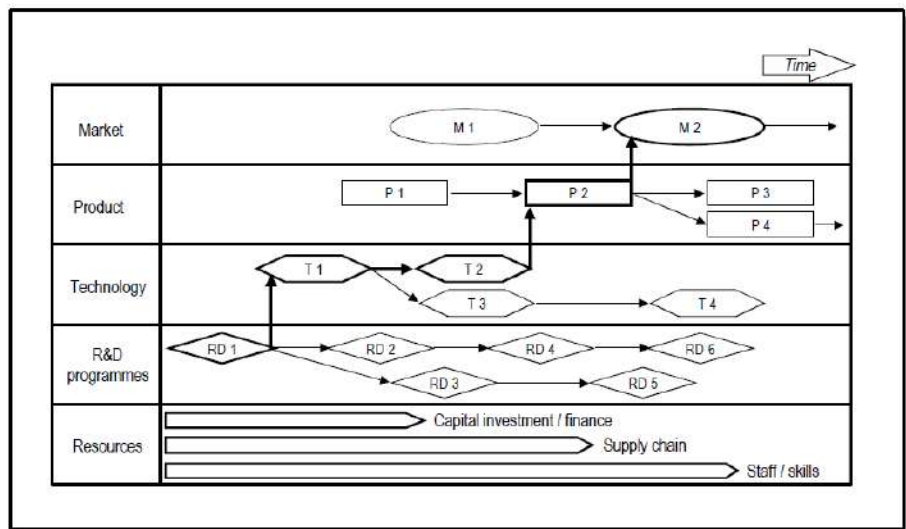 Time
Market
M 1
M 2
Product
P 1
P 2
P 3
P 4
Technology
T 1
T 2
T 3
T 4
R&D
programmes
RD 1
RD 2
RD 4
RD 6
RD 3
RD 5
Resources
Capital investment / finance
Supply chain
Staff / skills